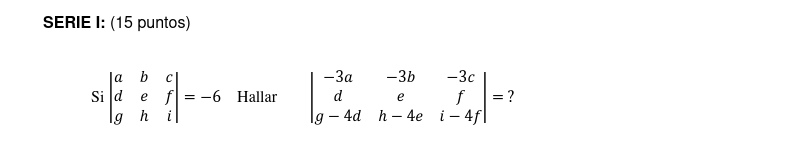 SERIE I: (15 puntos)
Si |a b c| = −6 Hallar |−3a −3b −3c| = ?
|d e f| |d e f|
|g h i| |g − 4d h − 4e i − 4f|